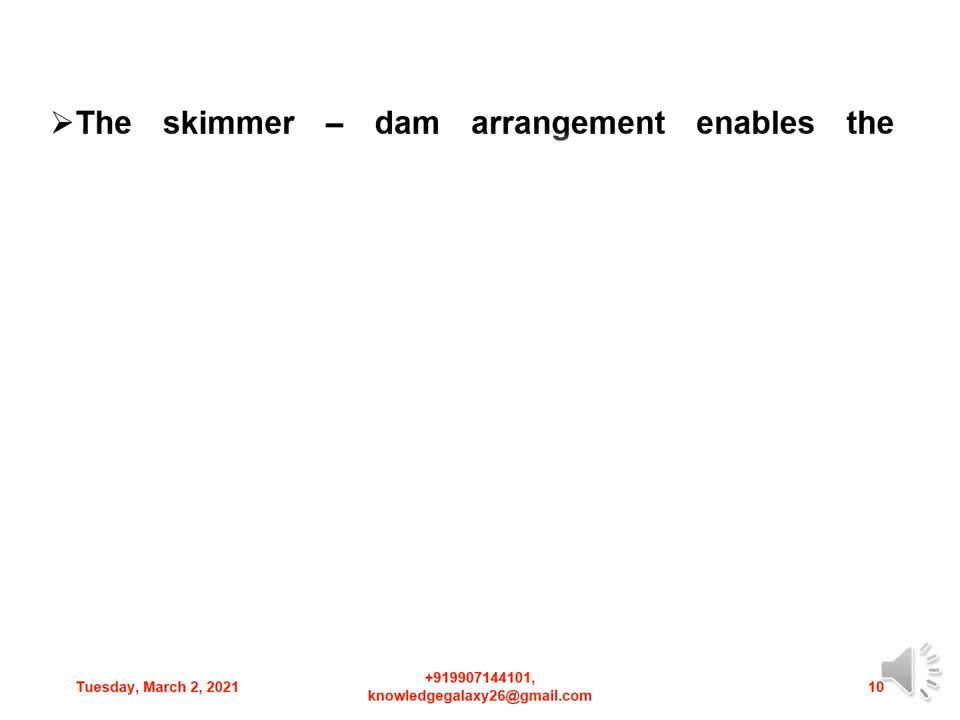 ➢The skimmer – dam arrangement enables the
Tuesday, March 2, 2021
+919907144101,
knowledgegalaxy26@gmail.com
10